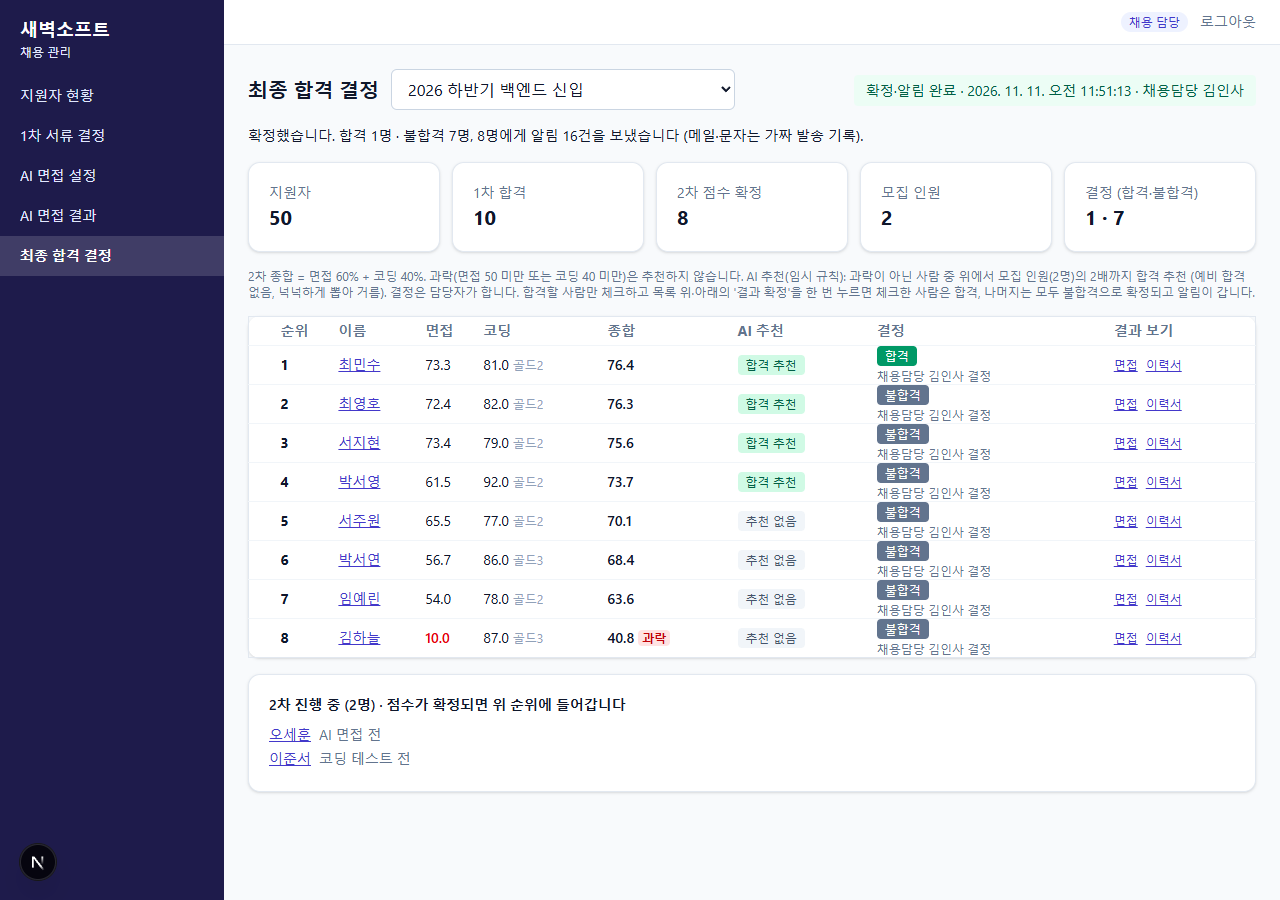 새벽소프트
채용 관리
지원자 현황
1차 서류 결정
AI 면접 설정
AI 면접 결과
최종 합격 결정
N
채용 담당 로그아웃
최종 합격 결정 2026 하반기 백엔드 신입 확정·알림 완료 · 2026. 11. 11. 오전 11:51:13 · 채용담당 김인사
확정했습니다. 합격 1명 · 불합격 7명, 8명에게 알림 16건을 보냈습니다 (메일·문자는 가짜 발송 기록).
지원자 1차 합격 2차 점수 확정 모집 인원 결정 (합격·불합격)
50 10 8 2 1 · 7
2차 종합 = 면접 60% + 코딩 40%. 과락(면접 50 미만 또는 코딩 40 미만)은 추천하지 않습니다. AI 추천(임시 규칙): 과락이 아닌 사람 중 위에서 모집 인원(2명)의 2배까지 합격 추천 (예비 합격
없음, 넉넉하게 뽑아 거름). 결정은 담당자가 합니다. 합격할 사람만 체크하고 목록 위·아래의 '결과 확정'을 한 번 누르면 체크한 사람은 합격, 나머지는 모두 불합격으로 확정되고 알림이 갑니다.
순위 이름 면접 코딩 종합 AI 추천 결정 결과 보기
1 최민수 73.3 81.0 골드2 76.4 합격 추천 합격 면접 이력서
채용담당 김인사 결정
2 최영호 72.4 82.0 골드2 76.3 합격 추천 불합격 면접 이력서
채용담당 김인사 결정
3 서지현 73.4 79.0 골드2 75.6 합격 추천 불합격 면접 이력서
채용담당 김인사 결정
4 박서영 61.5 92.0 골드2 73.7 합격 추천 불합격 면접 이력서
채용담당 김인사 결정
5 서주원 65.5 77.0 골드2 70.1 추천 없음 불합격 면접 이력서
채용담당 김인사 결정
6 박서연 56.7 86.0 골드3 68.4 추천 없음 불합격 면접 이력서
채용담당 김인사 결정
7 임예린 54.0 78.0 골드2 63.6 추천 없음 불합격 면접 이력서
채용담당 김인사 결정
8 김하늘 10.0 87.0 골드3 40.8 과락 추천 없음 불합격 면접 이력서
채용담당 김인사 결정
2차 진행 중 (2명) · 점수가 확정되면 위 순위에 들어갑니다
오세훈 AI 면접 전
이준서 코딩 테스트 전